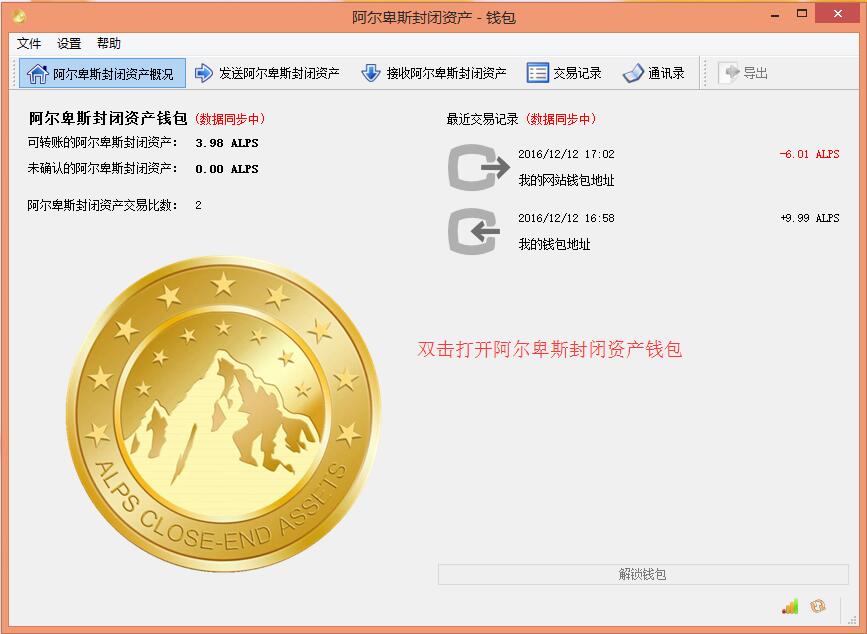 阿尔卑斯封闭资产 - 钱包
文件 设置 帮助
阿尔卑斯封闭资产概况 发送阿尔卑斯封闭资产 接收阿尔卑斯封闭资产 交易记录 通讯录 导出
阿尔卑斯封闭资产钱包 (数据同步中)
可转账的阿尔卑斯封闭资产: 3.98 ALPS
未确认的阿尔卑斯封闭资产: 0.00 ALPS
阿尔卑斯封闭资产交易比数: 2
最近交易记录 (数据同步中)
2016/12/12 17:02 -6.01 ALPS
我的网站钱包地址
2016/12/12 16:58 +9.99 ALPS
我的钱包地址
双击打开阿尔卑斯封闭资产钱包
ALPS CLOSE-END ASSETS
解锁钱包